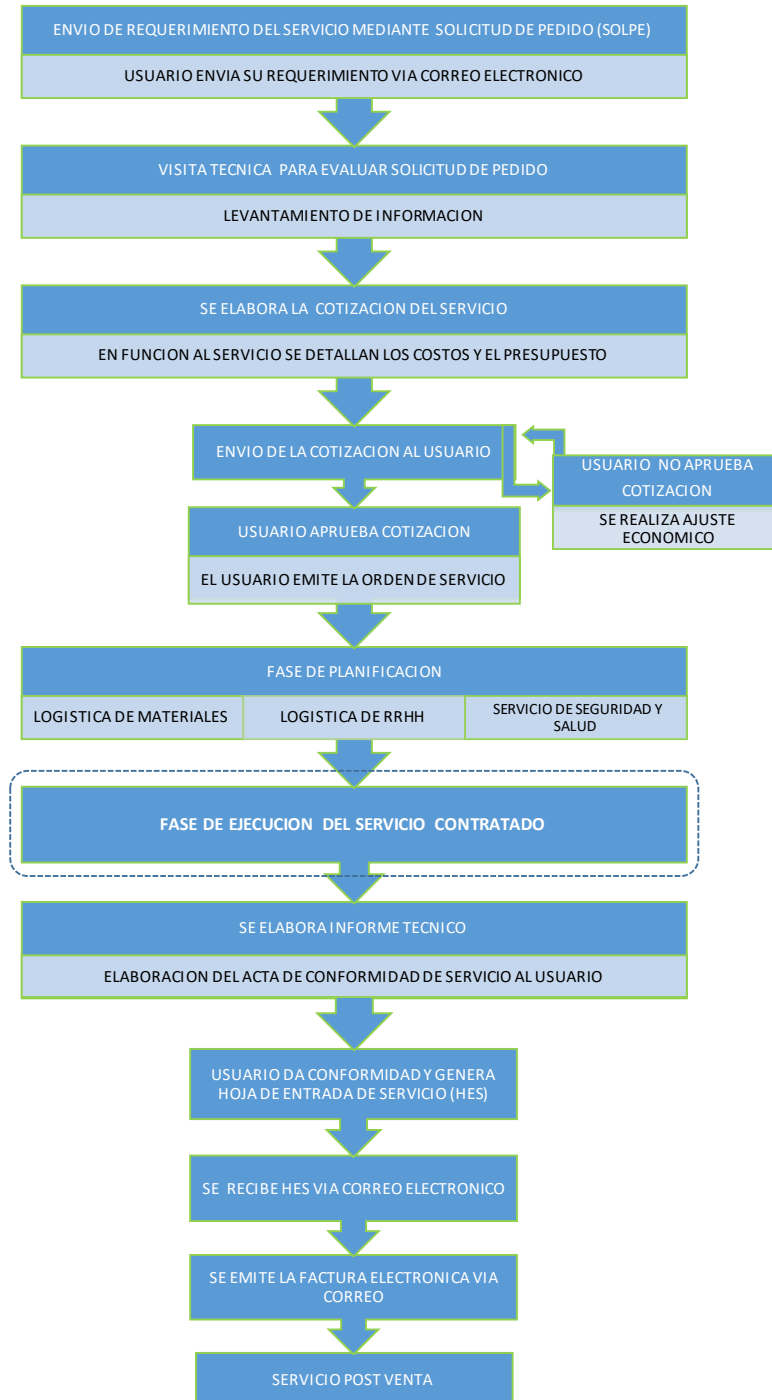 ENVIO DE REQUERIMIENTO DEL SERVICIO MEDIANTE SOLICITUD DE PEDIDO (SOLPE)
USUARIO ENVIA SU REQUERIMIENTO VIA CORREO ELECTRONICO
VISITA TECNICA PARA EVALUAR SOLICITUD DE PEDIDO
LEVANTAMIENTO DE INFORMACION
SE ELABORA LA COTIZACION DEL SERVICIO
EN FUNCION AL SERVICIO SE DETALLAN LOS COSTOS Y EL PRESUPUESTO
ENVIO DE LA COTIZACION AL USUARIO
USUARIO NO APRUEBA
COTIZACION
SE REALIZA AJUSTE
ECONOMICO
USUARIO APRUEBA COTIZACION
EL USUARIO EMITE LA ORDEN DE SERVICIO
FASE DE PLANIFICACION
LOGISTICA DE MATERIALES
LOGISTICA DE RRHH
SERVICIO DE SEGURIDAD Y
SALUD
FASE DE EJECUCION DEL SERVICIO CONTRATADO
SE ELABORA INFORME TECNICO
ELABORACION DEL ACTA DE CONFORMIDAD DE SERVICIO AL USUARIO
USUARIO DA CONFORMIDAD Y GENERA
HOJA DE ENTRADA DE SERVICIO (HES)
SE RECIBE HES VIA CORREO ELECTRONICO
SE EMITE LA FACTURA ELECTRONICA VIA
CORREO
SERVICIO POST VENTA